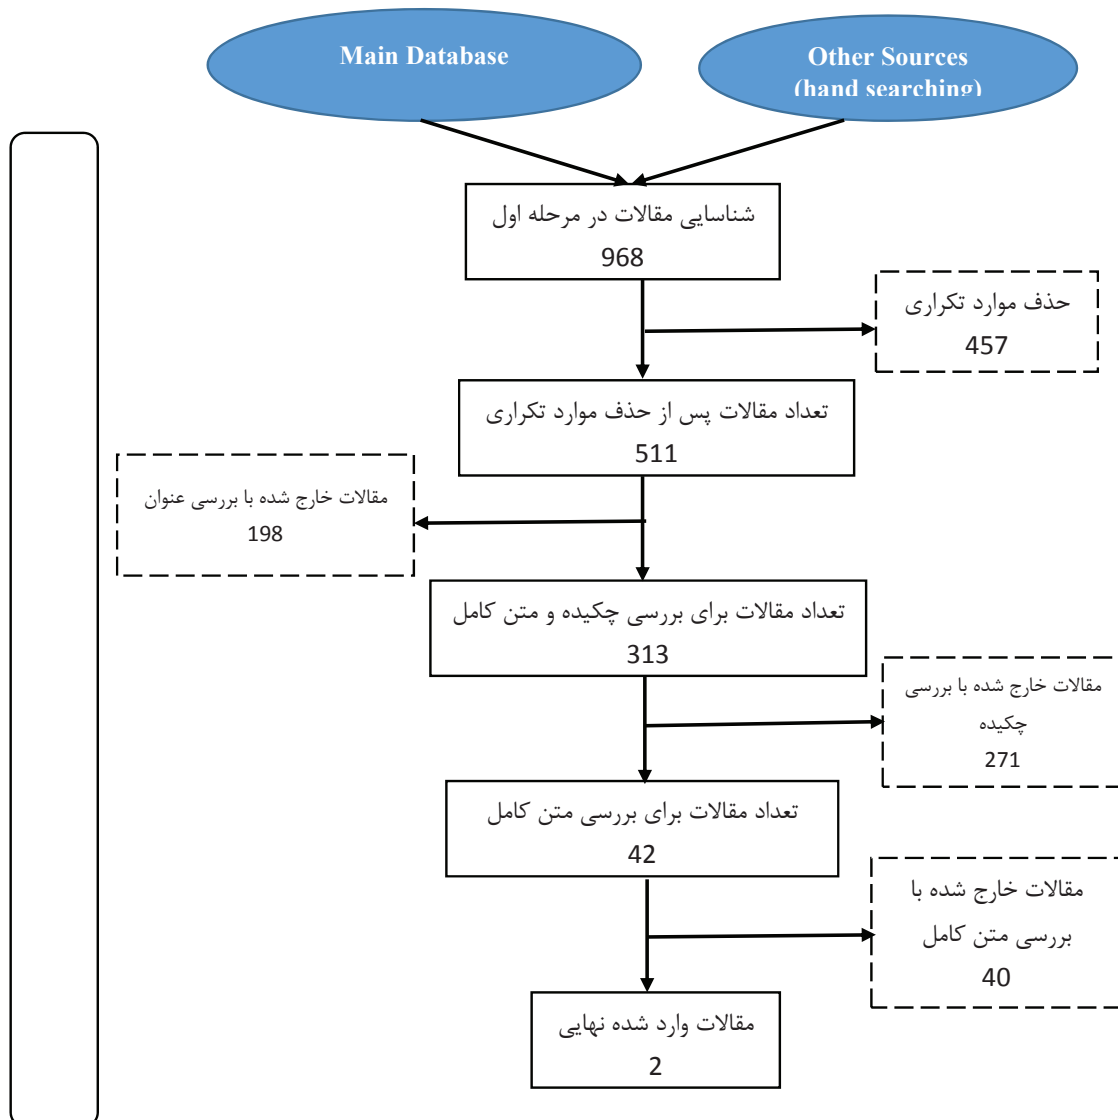 Main Database
Other Sources
(hand searching)
شناسایی مقالات در مرحله اول
968
حذف موارد تکراری
457
تعداد مقالات پس از حذف موارد تکراری
511
مقالات خارج شده با بررسی عنوان
198
تعداد مقالات برای بررسی چکیده و متن کامل
313
مقالات خارج شده با بررسی
چکیده
271
تعداد مقالات برای بررسی متن کامل
42
مقالات خارج شده با
بررسی متن کامل
40
مقالات وارد شده نهایی
2